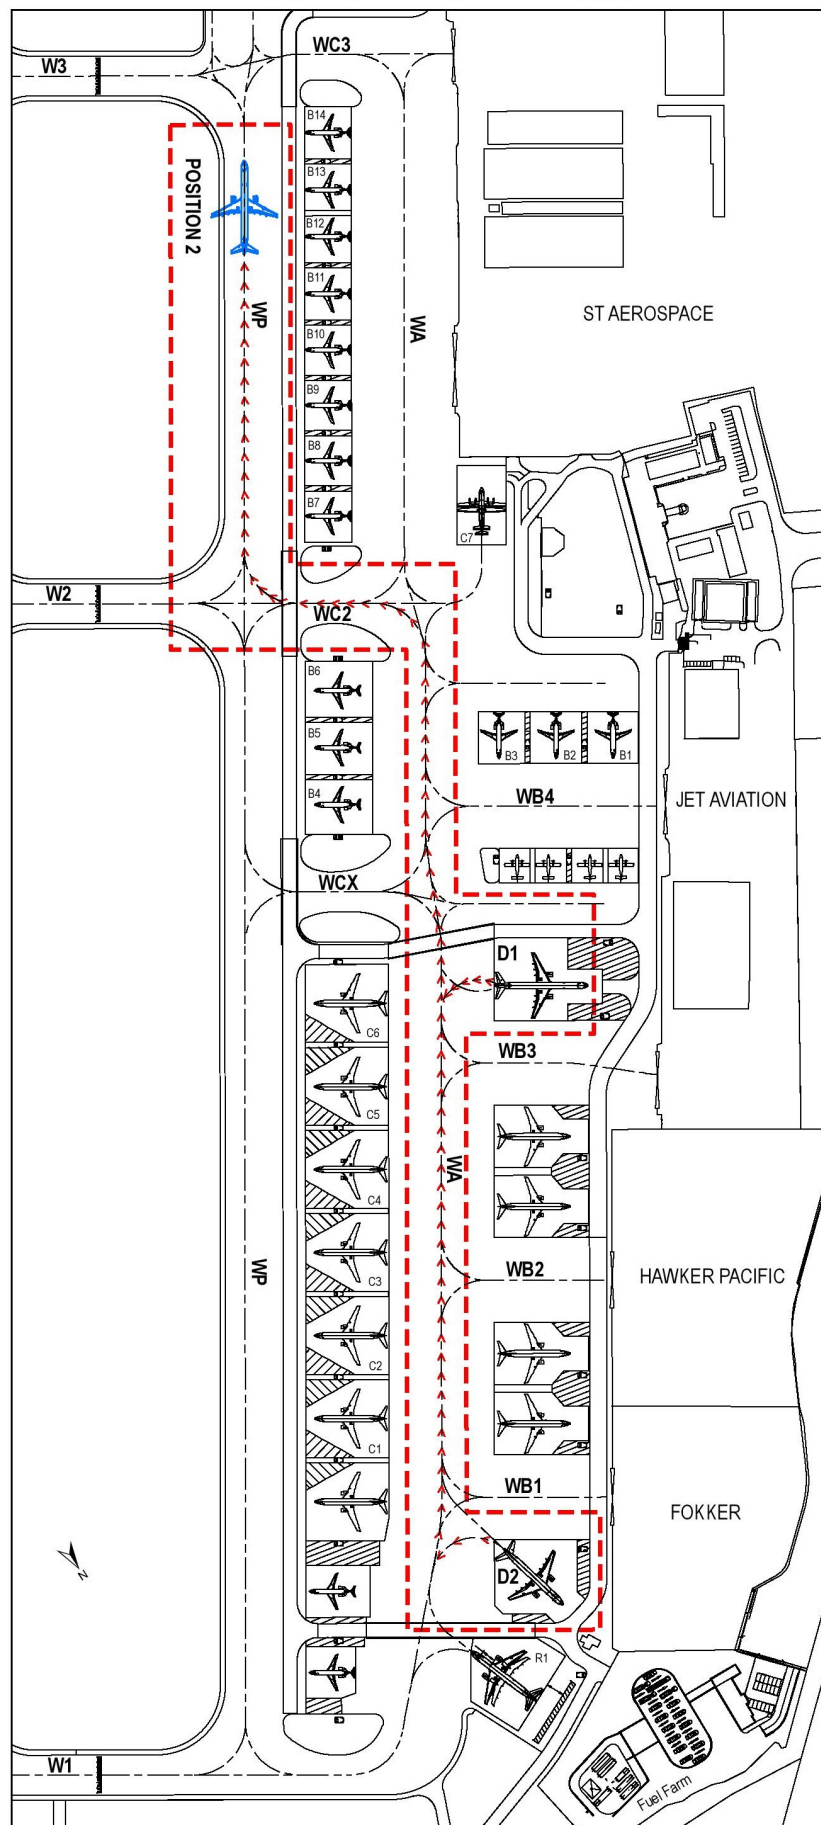 WC3
W3
B14
B13
POSITION 2
B12
B11
WP
WA
ST AEROSPACE
B10
B9
B8
B7
C7
W2
WC2
B6
B5
B4
B3
B2
B1
WB4
JET AVIATION
WCX
D1
C6
WB3
C5
C4
WA
WP
C3
WB2
HAWKER PACIFIC
C2
C1
WB1
FOKKER
D2
N
R1
W1
Fuel Farm